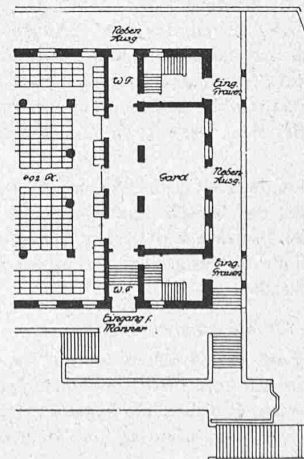 Neben
Ausg
W.F.
Eing.
Frauen
402 Pl.
Gard.
Neben
Ausg.
Eing.
Frauen
W.F.
Eingang f.
Männer